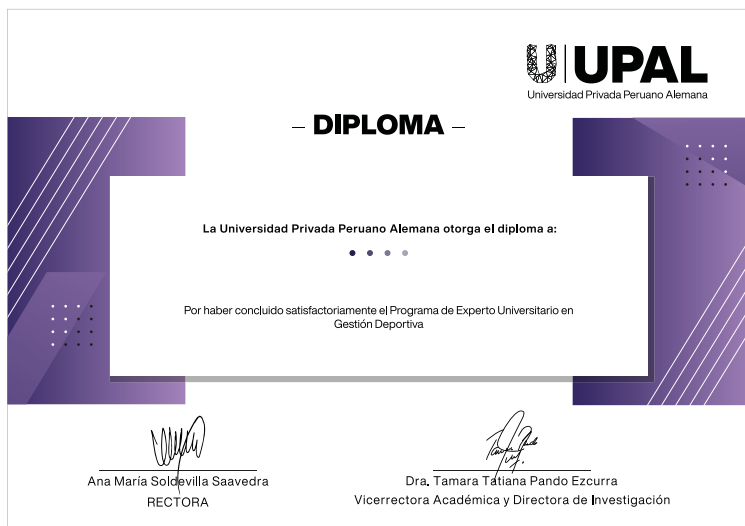 UPAL
Universidad Privada Peruano Alemana
– DIPLOMA –
La Universidad Privada Peruano Alemana otorga el diploma a:
Por haber concluido satisfactoriamente el Programa de Experto Universitario en
Gestión Deportiva
Ana María Soldevilla Saavedra
RECTORA
Dra. Tamara Tatiana Pando Ezcurra
Vicerrectora Académica y Directora de Investigación